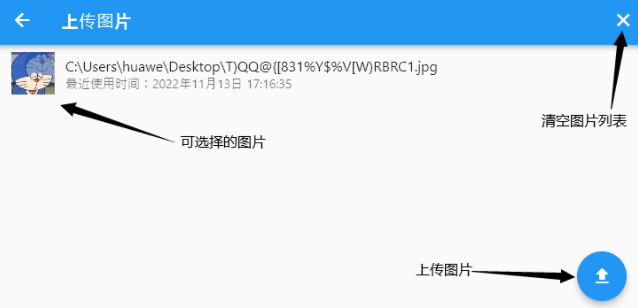 上传图片
C:\Users\huawe\Desktop\T)QQ@{[831%Y$%V[W)RBRC1.jpg
最近使用时间：2022年11月13日 17:16:35
清空图片列表
可选择的图片
上传图片